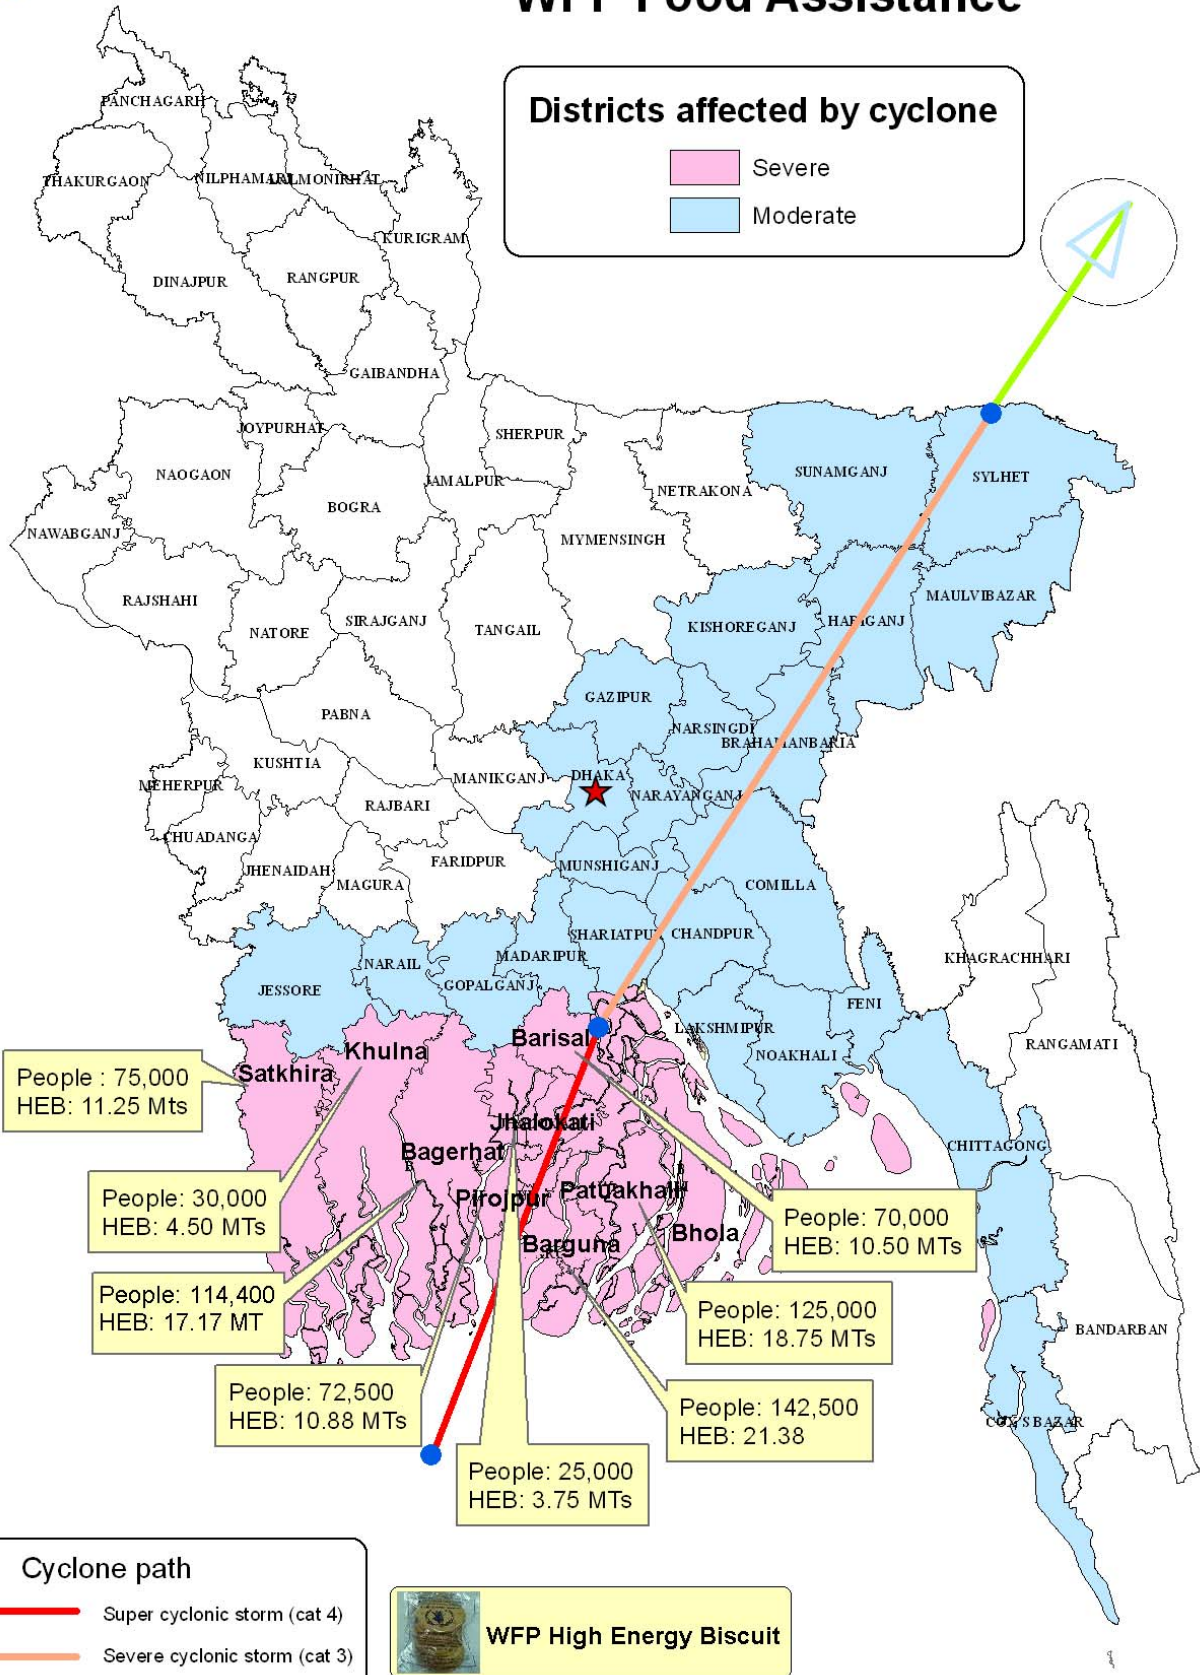 WFP Food Assistance
Districts affected by cyclone
Severe
Moderate
PANCHAGARH
THAKURGAON
NILPHAMARI
LALMONIRHAT
KURIGRAM
DINAJPUR
RANGPUR
GAIBANDHA
JOYPURHAT
SHERPUR
NAOGAON
JAMALPUR
NETRAKONA
SUNAMGANJ
SYLHET
BOGRA
NAWABGANJ
MYMENSINGH
RAJSHAHI
MAULVIBAZAR
NATORE
SIRAJGANJ
TANGAIL
KISHOREGANJ
HABIGANJ
GAZIPUR
PABNA
NARSINGDI
BRAHAMANBARIA
KUSHTIA
MEHERPUR
MANIKGANJ
DHAKA
NARAYANGANJ
RAJBARI
CHUADANGA
JHENAIDAH
MAGURA
FARIDPUR
MUNSHIGANJ
COMILLA
SHARIATPUR
CHANDPUR
NARAIL
MADARIPUR
KHAGRACHHARI
JESSORE
GOPALGANJ
FENI
LAKSHMIPUR
NOAKHALI
RANGAMATI
Barisal
Khulna
Satkhira
People : 75,000
HEB: 11.25 Mts
Jhalokati
Bagerhat
CHITTAGONG
Pirojpur
Patuakhali
Bhola
Barguna
People: 30,000
HEB: 4.50 MTs
People: 70,000
HEB: 10.50 MTs
People: 114,400
HEB: 17.17 MT
People: 125,000
HEB: 18.75 MTs
BANDARBAN
People: 72,500
HEB: 10.88 MTs
People: 142,500
HEB: 21.38
COX'S BAZAR
People: 25,000
HEB: 3.75 MTs
Cyclone path
Super cyclonic storm (cat 4)
Severe cyclonic storm (cat 3)
WFP High Energy Biscuit